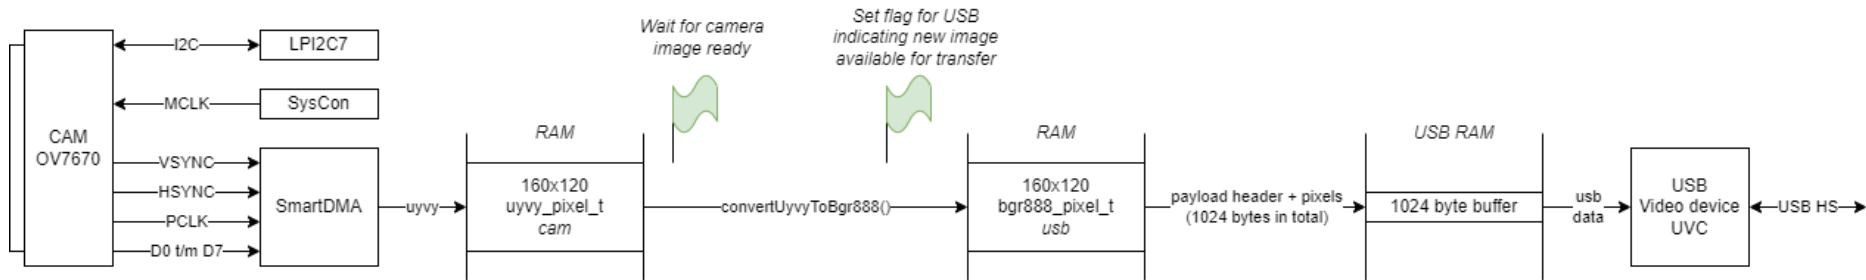 CAM
OV7670
I2C
LPI2C7
MCLK
SysCon
VSYNC
HSYNC
PCLK
D0 t/m D7
SmartDMA
uyvy
RAM
160x120
uyvy_pixel_t
cam
Wait for camera
image ready
convertUyvyToBgr888()
Set flag for USB
indicating new image
available for transfer
RAM
160x120
bgr888_pixel_t
usb
payload header + pixels
(1024 bytes in total)
USB RAM
1024 byte buffer
usb
data
USB
Video device
UVC
USB HS